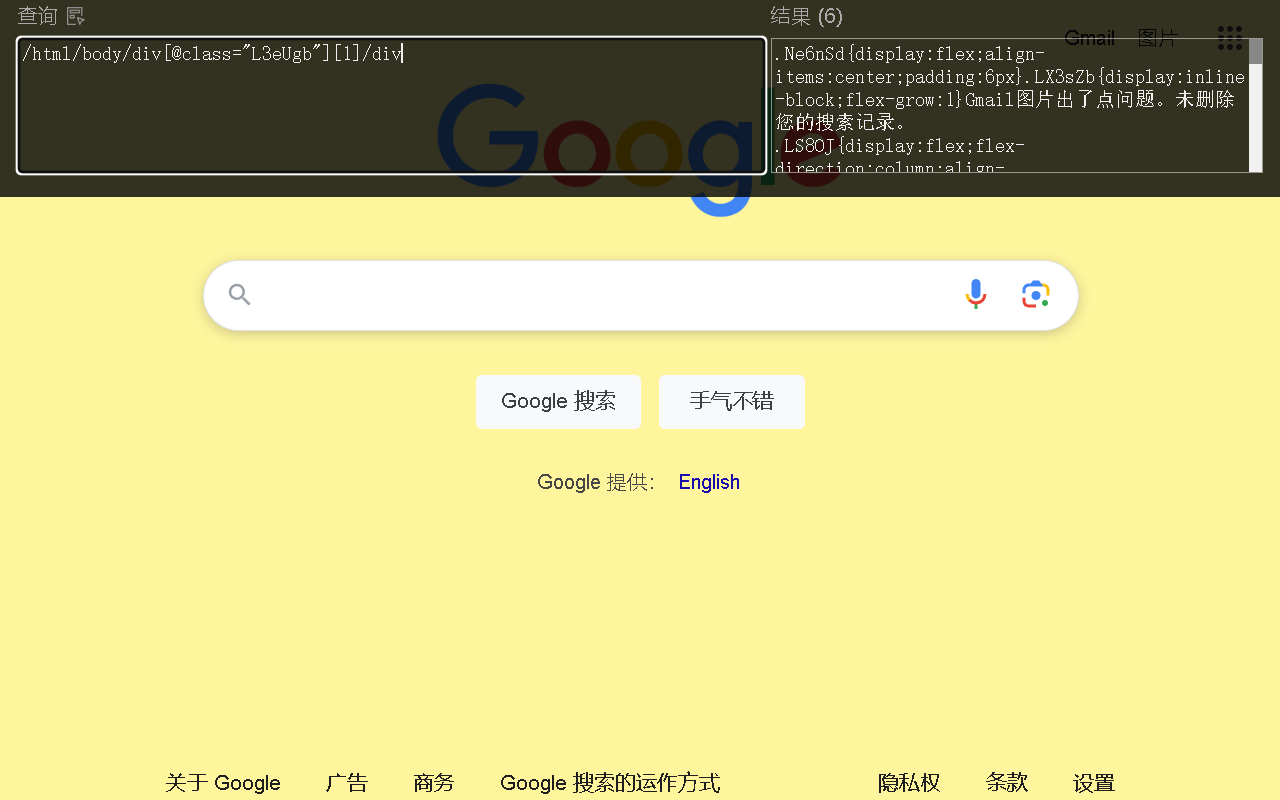 查询
结果 (6)
/html/body/div[@class="L3eUgb"][1]/div
.Ne6nSd{display:flex;align-
items:center;padding:6px}.LX3sZb{display:inline
-block;flex-grow:1}Gmail图片出了点问题。未删除
您的搜索记录。
.LS8OJ{display:flex;flex-
direction:column;align-
Gmail 图片
Google
Google 搜索 手气不错
Google 提供： English
关于 Google 广告 商务 Google 搜索的运作方式 隐私权 条款 设置